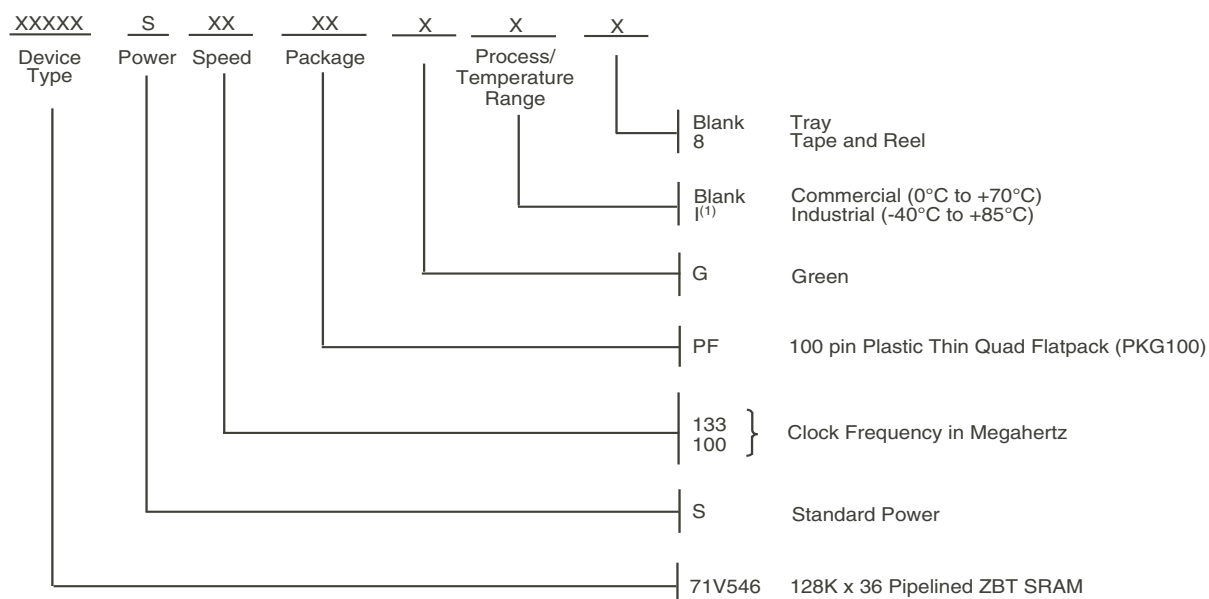 XXXXX S XX XX X X X
Device Type Power Speed Package Process/ Temperature Range
Blank Tray
8 Tape and Reel
Blank Commercial (0°C to +70°C)
I(1) Industrial (-40°C to +85°C)
G Green
PF 100 pin Plastic Thin Quad Flatpack (PKG100)
133
100 } Clock Frequency in Megahertz
S Standard Power
71V546 128K x 36 Pipelined ZBT SRAM